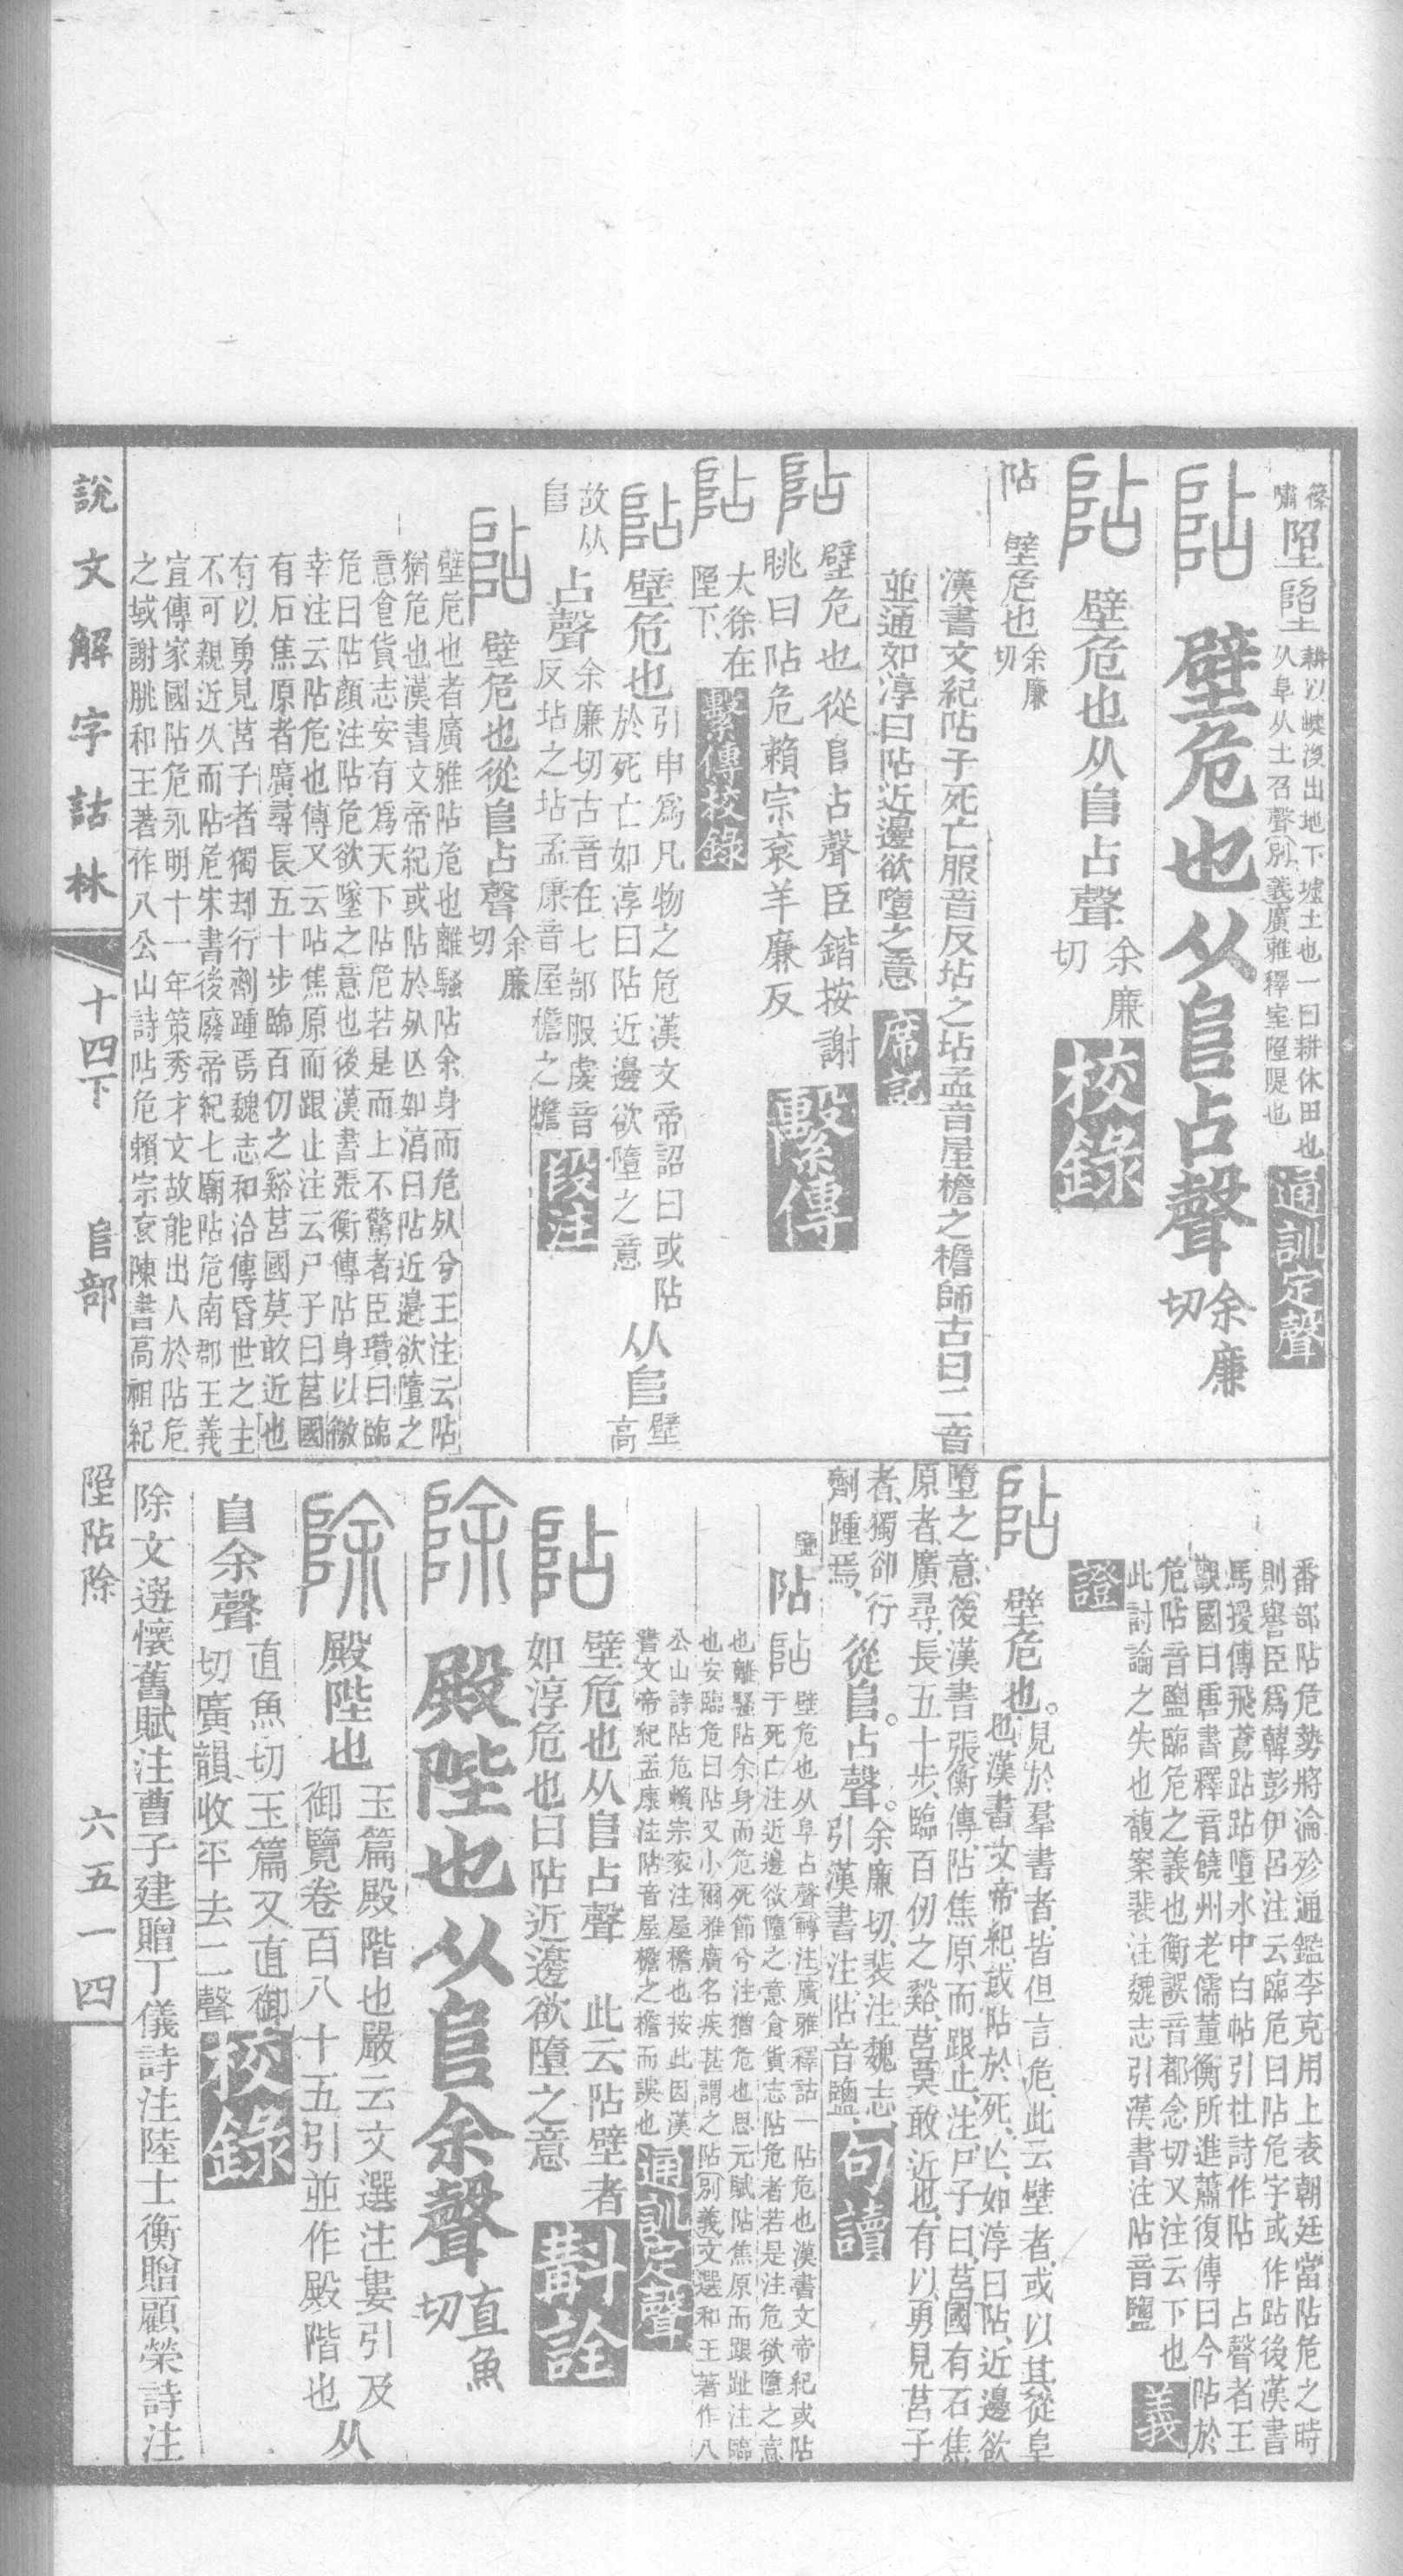 篠嘯 𨺫 耕以臿浚出地下壚土也一曰耕休田也
从阜从土召聲別義廣雅釋室𨺫隄也 通訓定聲
阽 壁危也从𨸏占聲 余廉切
阽 壁危也从𨸏占聲 余廉切 校錄
阽 壁危也 余廉切
漢書文紀阽于死亡服音反坫之坫孟音屋檐之檐師古曰二音
並通如淳曰阽近邊欲墮之意 席記
阽 壁危也從𨸏占聲臣鍇按謝
朓曰阽危賴宗衮羊廉反 繫傳
阽 大徐在𨺫下 繫傳校錄
阽 壁危也 引申爲凡物之危漢文帝詔曰或阽
於死亡如淳曰阽近邊欲墮之意 从𨸏 壁高
故从𨸏 占聲 余廉切古音在七部服虔音
反坫之坫孟康音屋檐之檐 段注
阽 壁危也從𨸏占聲 余廉切
壁危也者廣雅阽危也離騷阽余身而危死兮王注云阽
猶危也漢書文帝紀或阽於死亡如淳曰阽近邊欲墮之
意食貨志安有爲天下阽危若是而上不驚者臣瓚曰臨
危曰阽顏注阽危欲墜之意也後漢書張衡傳阽身以徼
幸注云阽危也傳又云阽焦原而跟止注云尸子曰莒國
有石焦原者廣尋長五十步臨百仞之谿莒國莫敢近也
有以勇見莒子者獨却行劑踵焉魏志和洽傳昏世之主
不可親近久而阽危宋書後廢帝紀七廟阽危南郡王義
宣傳家國阽危永明十一年策秀才文故能出人於阽危
之域謝朓和王著作八公山詩阽危賴宗衮陳書高祖紀
番部阽危勢將淪殄通鑑李克用上表朝廷當阽危之時
則譽臣爲韓彭伊呂注云臨危曰阽危字或作跕後漢書
馬援傳飛鳶跕跕墮水中白帖引杜詩作阽 占聲者王
觀國曰唐書釋音饒州老儒董衡所進蕭復傳曰今阽於
危阽音鹽臨危之義也衡誤音都念切又注云下也
此討論之失也馥案裴注魏志引漢書注阽音鹽 義
證
阽 壁危也。見於羣書者、皆但言危、此云壁者、或以其從𨸏
也、漢書文帝紀、或阽於死亡、如淳曰、阽、近邊欲
墮之意、後漢書張衡傳、阽焦原而跟止、注、尸子曰、莒國有石焦
原者、廣尋、長五十步、臨百仞之谿、莒莫敢近也、有以勇見莒子
者、獨卻行劑踵焉、 從𨸏。占聲。余廉切、裴注魏志、
引漢書注、阽音鹽、 句讀
鹽 阽 壁危也从阜占聲轉注廣雅釋詁一阽危也漢書文帝紀或阽
于死亡注近邊欲墮之意食貨志阽危者若是注危欲墮之意
也離騷阽余身而危死節兮注猶危也思元賦阽焦原而跟趾注臨
也安臨危曰阽又小爾雅廣名疾甚謂之阽別義文選和王著作八
公山詩阽危賴宗衮注屋檐也按此因漢
書文帝紀孟康注阽音屋檐之檐而誤也 通訓定聲
阽 壁危也从𨸏占聲 此云阽壁者
如淳危也曰阽近邊欲墮之意 斠詮
除 殿陛也从𨸏余聲 直魚切
除 殿陛也 玉篇殿階也嚴云文選注婁引及
御覽卷百八十五引並作殿階也 从
𨸏余聲 直魚切玉篇又直御
切廣韻收平去二聲 校錄
除文選懷舊賦注曹子建贈丁儀詩注陸士衡贈顧榮詩注
說文解字詁林 十四下 𨸏部 𨺫阽除 六五一四